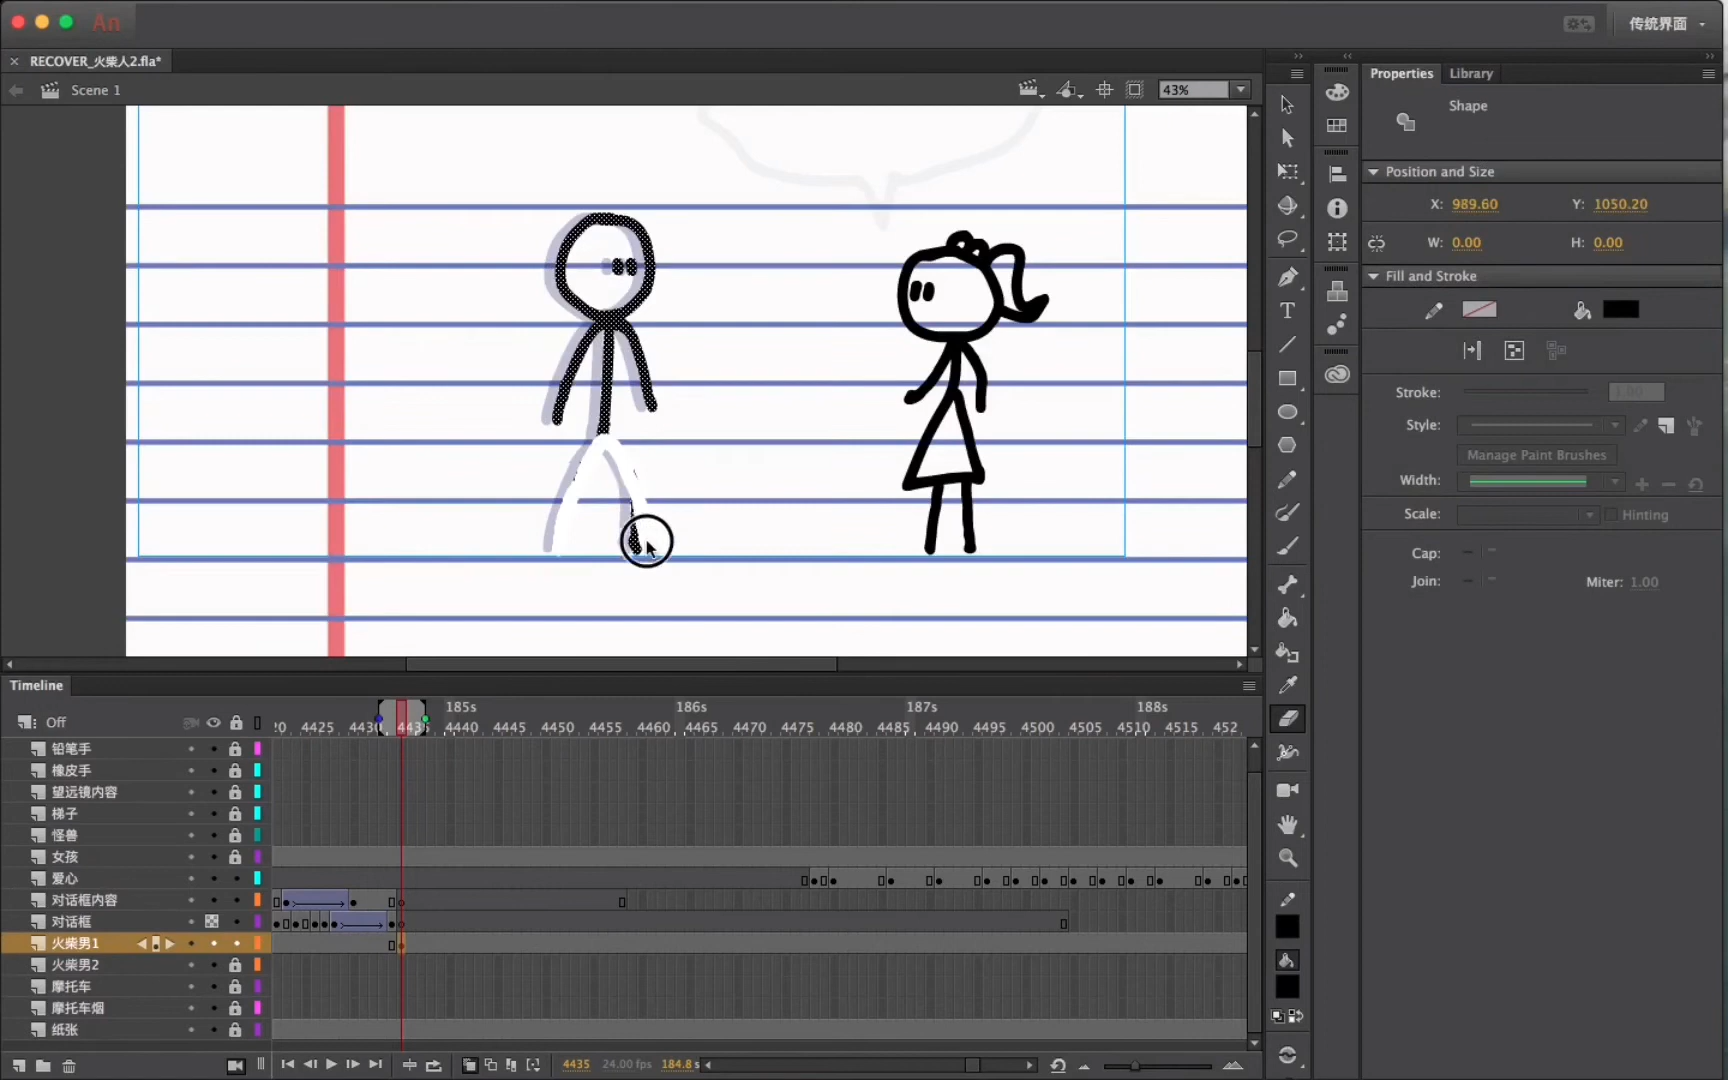 An
传统界面
RECOVER_火柴人2.fla*
Scene 1
43%
Properties
Library
Shape
Position and Size
X: 989.60 Y: 1050.20
W: 0.00 H: 0.00
Fill and Stroke
Stroke: 1.00
Style:
Manage Paint Brushes
Width:
Scale: Hinting
Cap:
Join: Miter: 1.00
Timeline
Off
185s 186s 187s 188s
20 4425 4430 4435 4440 4445 4450 4455 4460 4465 4470 4475 4480 4485 4490 4495 4500 4505 4510 4515 452
铅笔手
橡皮手
望远镜内容
梯子
怪兽
女孩
爱心
对话框内容
对话框
火柴男1
火柴男2
摩托车
摩托车烟
纸张
4435 24.00 fps 184.8 s